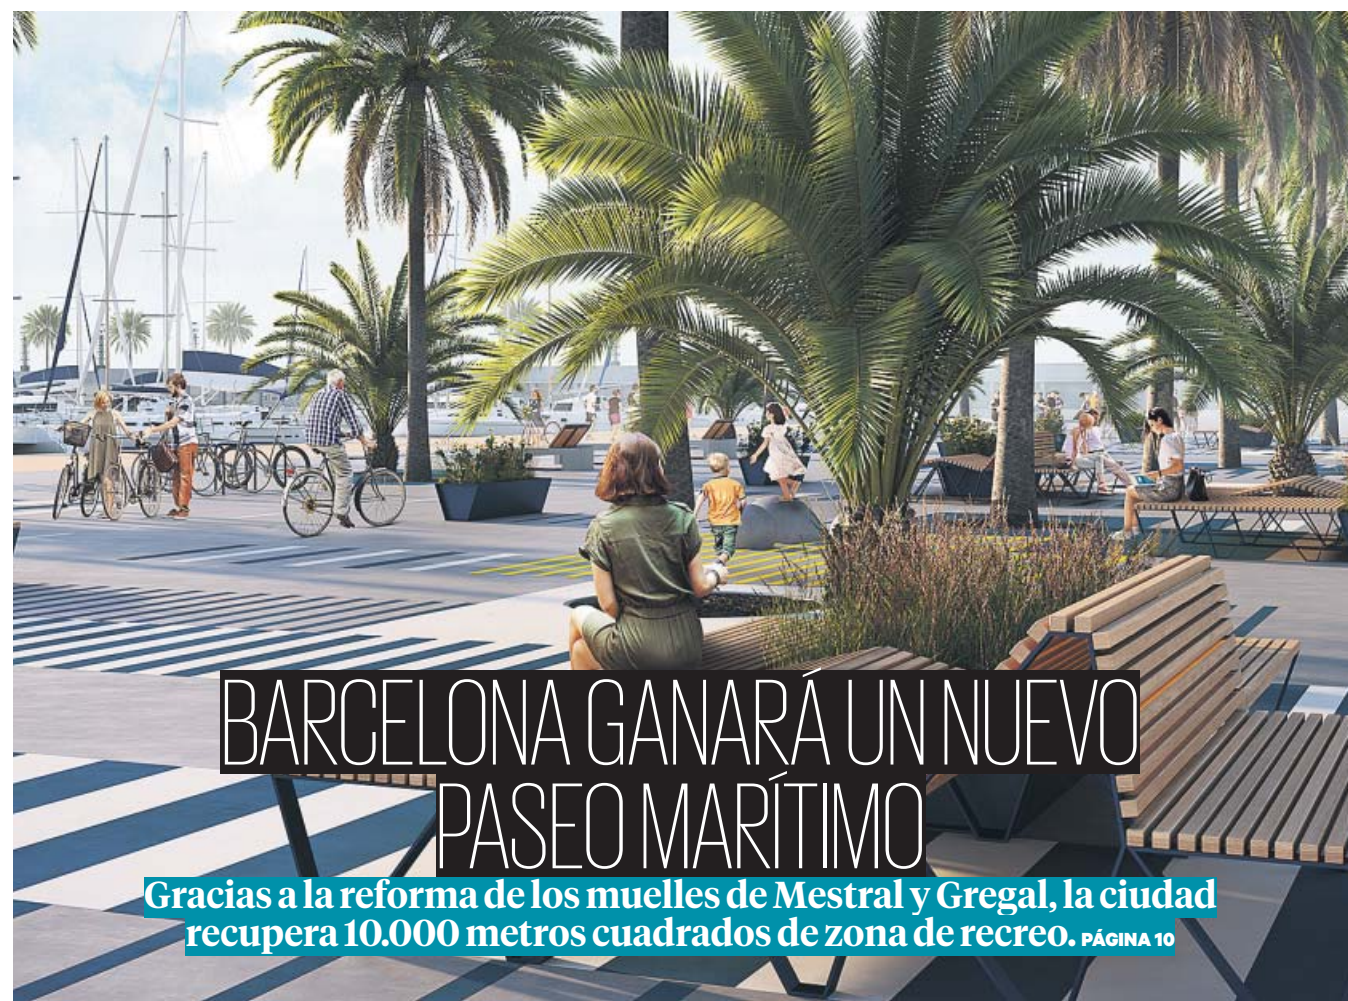 BARCELONA GANARÁ UN NUEVO
PASEO MARÍTIMO
Gracias a la reforma de los muelles de Mestral y Gregal, la ciudad
recupera 10.000 metros cuadrados de zona de recreo. PÁGINA 10